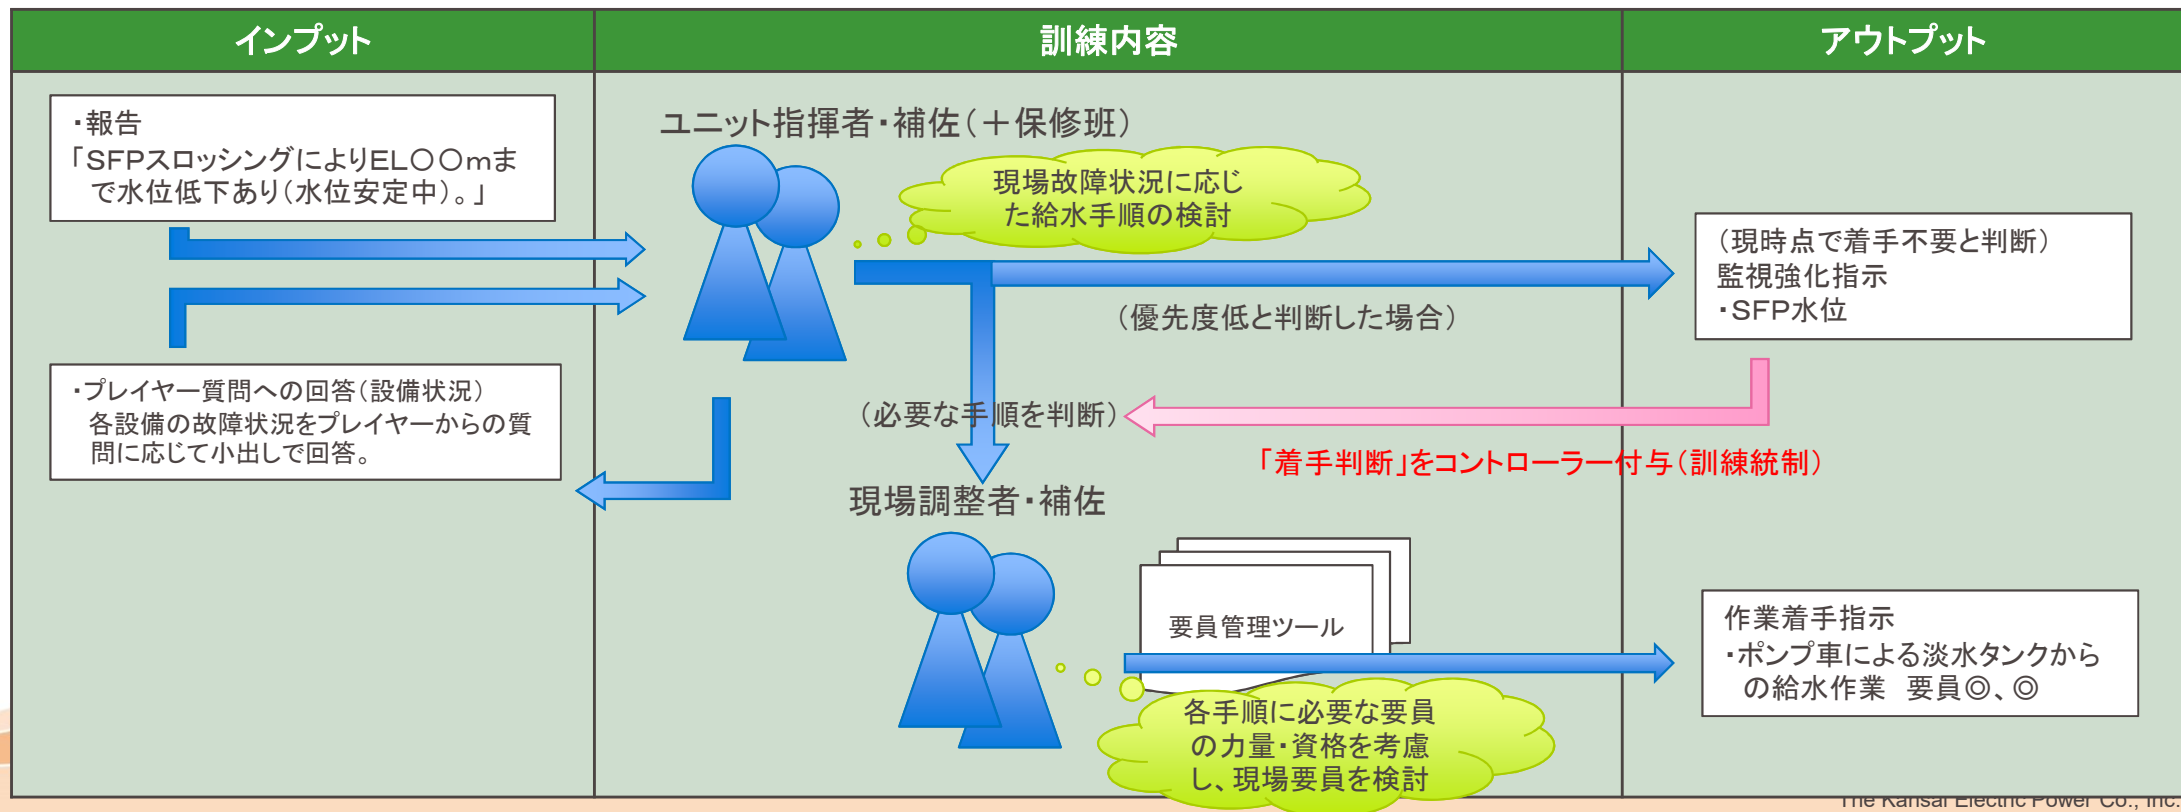 インプット
訓練内容
アウトプット
・報告
「SFPスロッシングによりEL〇〇mま
で水位低下あり（水位安定中）。」
・プレイヤー質問への回答（設備状況）
各設備の故障状況をプレイヤーからの質
問に応じて小出しで回答。
ユニット指揮者・補佐（＋保修班）
現場故障状況に応じ
た給水手順の検討
（優先度低と判断した場合）
（必要な手順を判断）
「着手判断」をコントローラー付与（訓練統制）
現場調整者・補佐
要員管理ツール
各手順に必要な要員
の力量・資格を考慮
し、現場要員を検討
（現時点で着手不要と判断）
監視強化指示
・SFP水位
作業着手指示
・ポンプ車による淡水タンクから
の給水作業　要員◎、◎
The Kansai Electric Power Co., Inc.